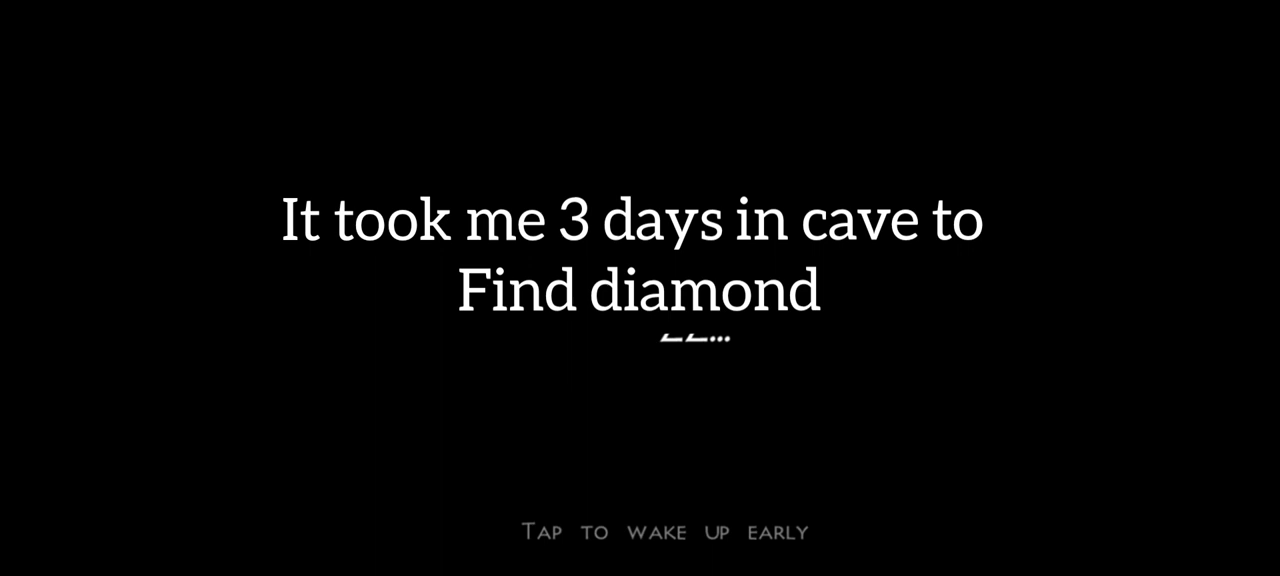 It took me 3 days in cave to
Find diamond
Tap to wake up early